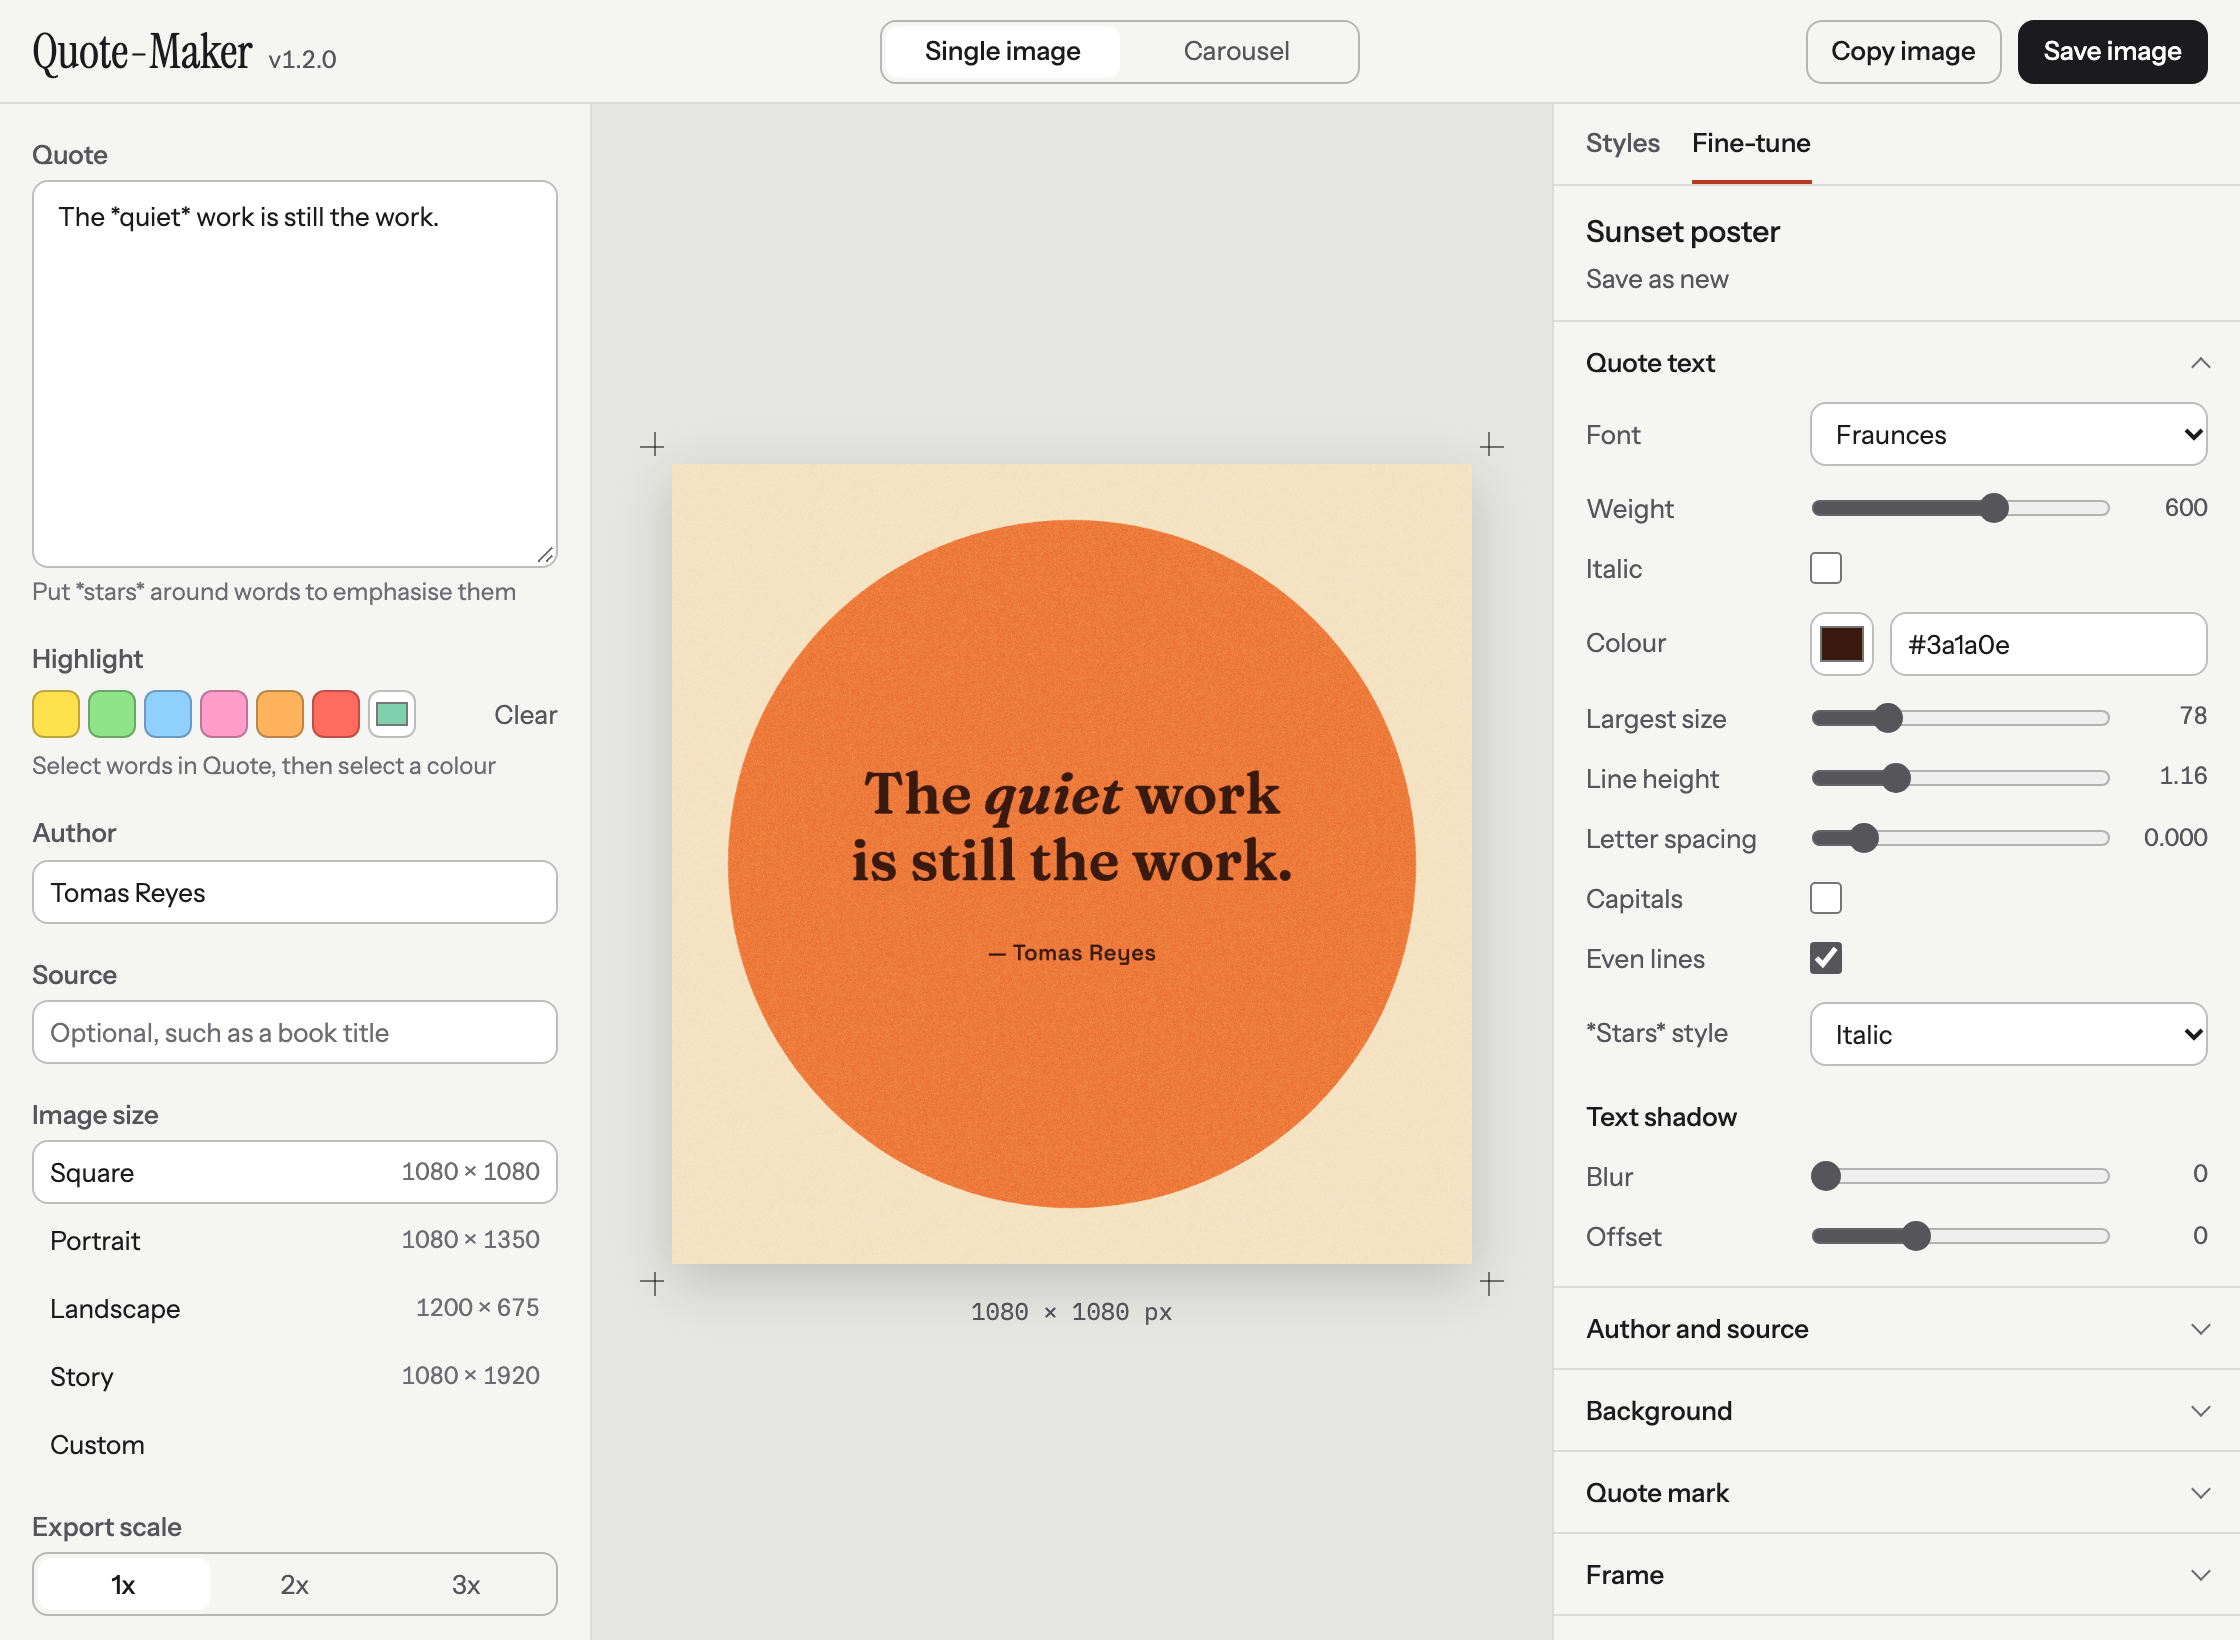 Quote-Maker v1.2.0
Single image
Carousel
Copy image
Save image
Quote
The *quiet* work is still the work.
Put *stars* around words to emphasise them
Highlight
Clear
Select words in Quote, then select a colour
Author
Tomas Reyes
Source
Optional, such as a book title
Image size
Square 1080 × 1080
Portrait 1080 × 1350
Landscape 1200 × 675
Story 1080 × 1920
Custom
Export scale
1x 2x 3x
The quiet work
is still the work.
— Tomas Reyes
1080 × 1080 px
Styles Fine-tune
Sunset poster
Save as new
Quote text
Font Fraunces
Weight 600
Italic
Colour #3a1a0e
Largest size 78
Line height 1.16
Letter spacing 0.000
Capitals
Even lines
*Stars* style Italic
Text shadow
Blur 0
Offset 0
Author and source
Background
Quote mark
Frame